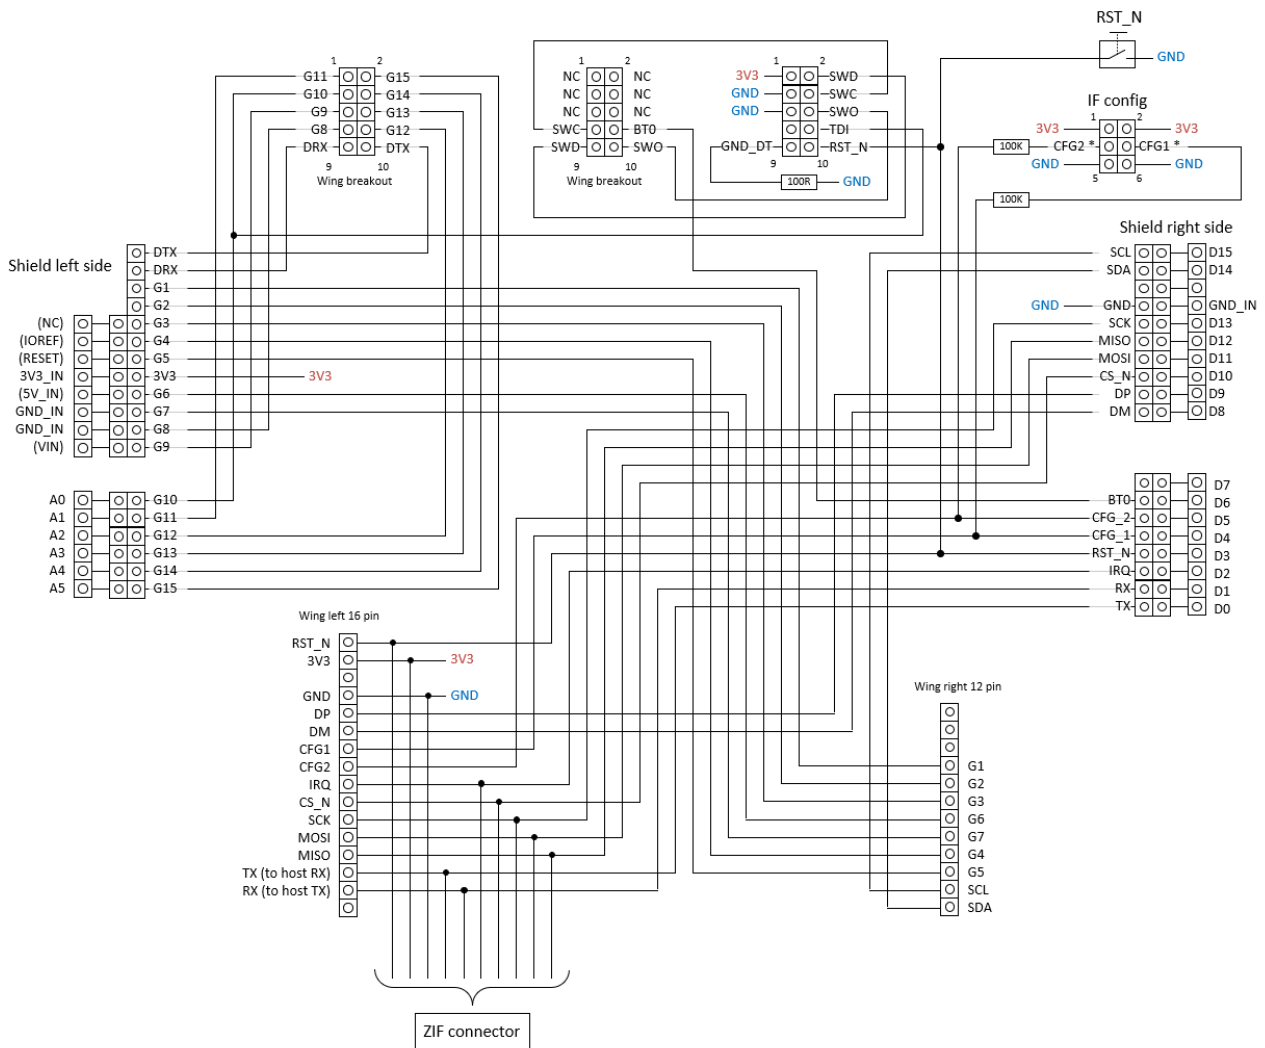 RST_N
GND
1 2
G11 G15
G10 G14
G9 G13
G8 G12
DRX DTX
9 10
Wing breakout
1 2
NC NC
NC NC
NC NC
SWC BT0
SWD SWO
9 10
Wing breakout
1 2
3V3 SWD
GND SWC
GND SWO
TDI
GND_DT RST_N
9 10
100R GND
IF config
1 2
3V3 3V3
100K CFG2 * CFG1 *
GND GND
5 6
100K
Shield left side
DTX
DRX
G1
G2
(NC) G3
(IOREF) G4
(RESET) G5
3V3_IN 3V3 3V3
(5V_IN) G6
GND_IN G7
GND_IN G8
(VIN) G9
A0 G10
A1 G11
A2 G12
A3 G13
A4 G14
A5 G15
Shield right side
SCL D15
SDA D14
GND GND GND_IN
SCK D13
MISO D12
MOSI D11
CS_N D10
DP D9
DM D8
D7
BT0 D6
CFG_2 D5
CFG_1 D4
RST_N D3
IRQ D2
RX D1
TX D0
Wing left 16 pin
RST_N
3V3 3V3
GND GND
DP
DM
CFG1
CFG2
IRQ
CS_N
SCK
MOSI
MISO
TX (to host RX)
RX (to host TX)
Wing right 12 pin
G1
G2
G3
G6
G7
G4
G5
SCL
SDA
ZIF connector